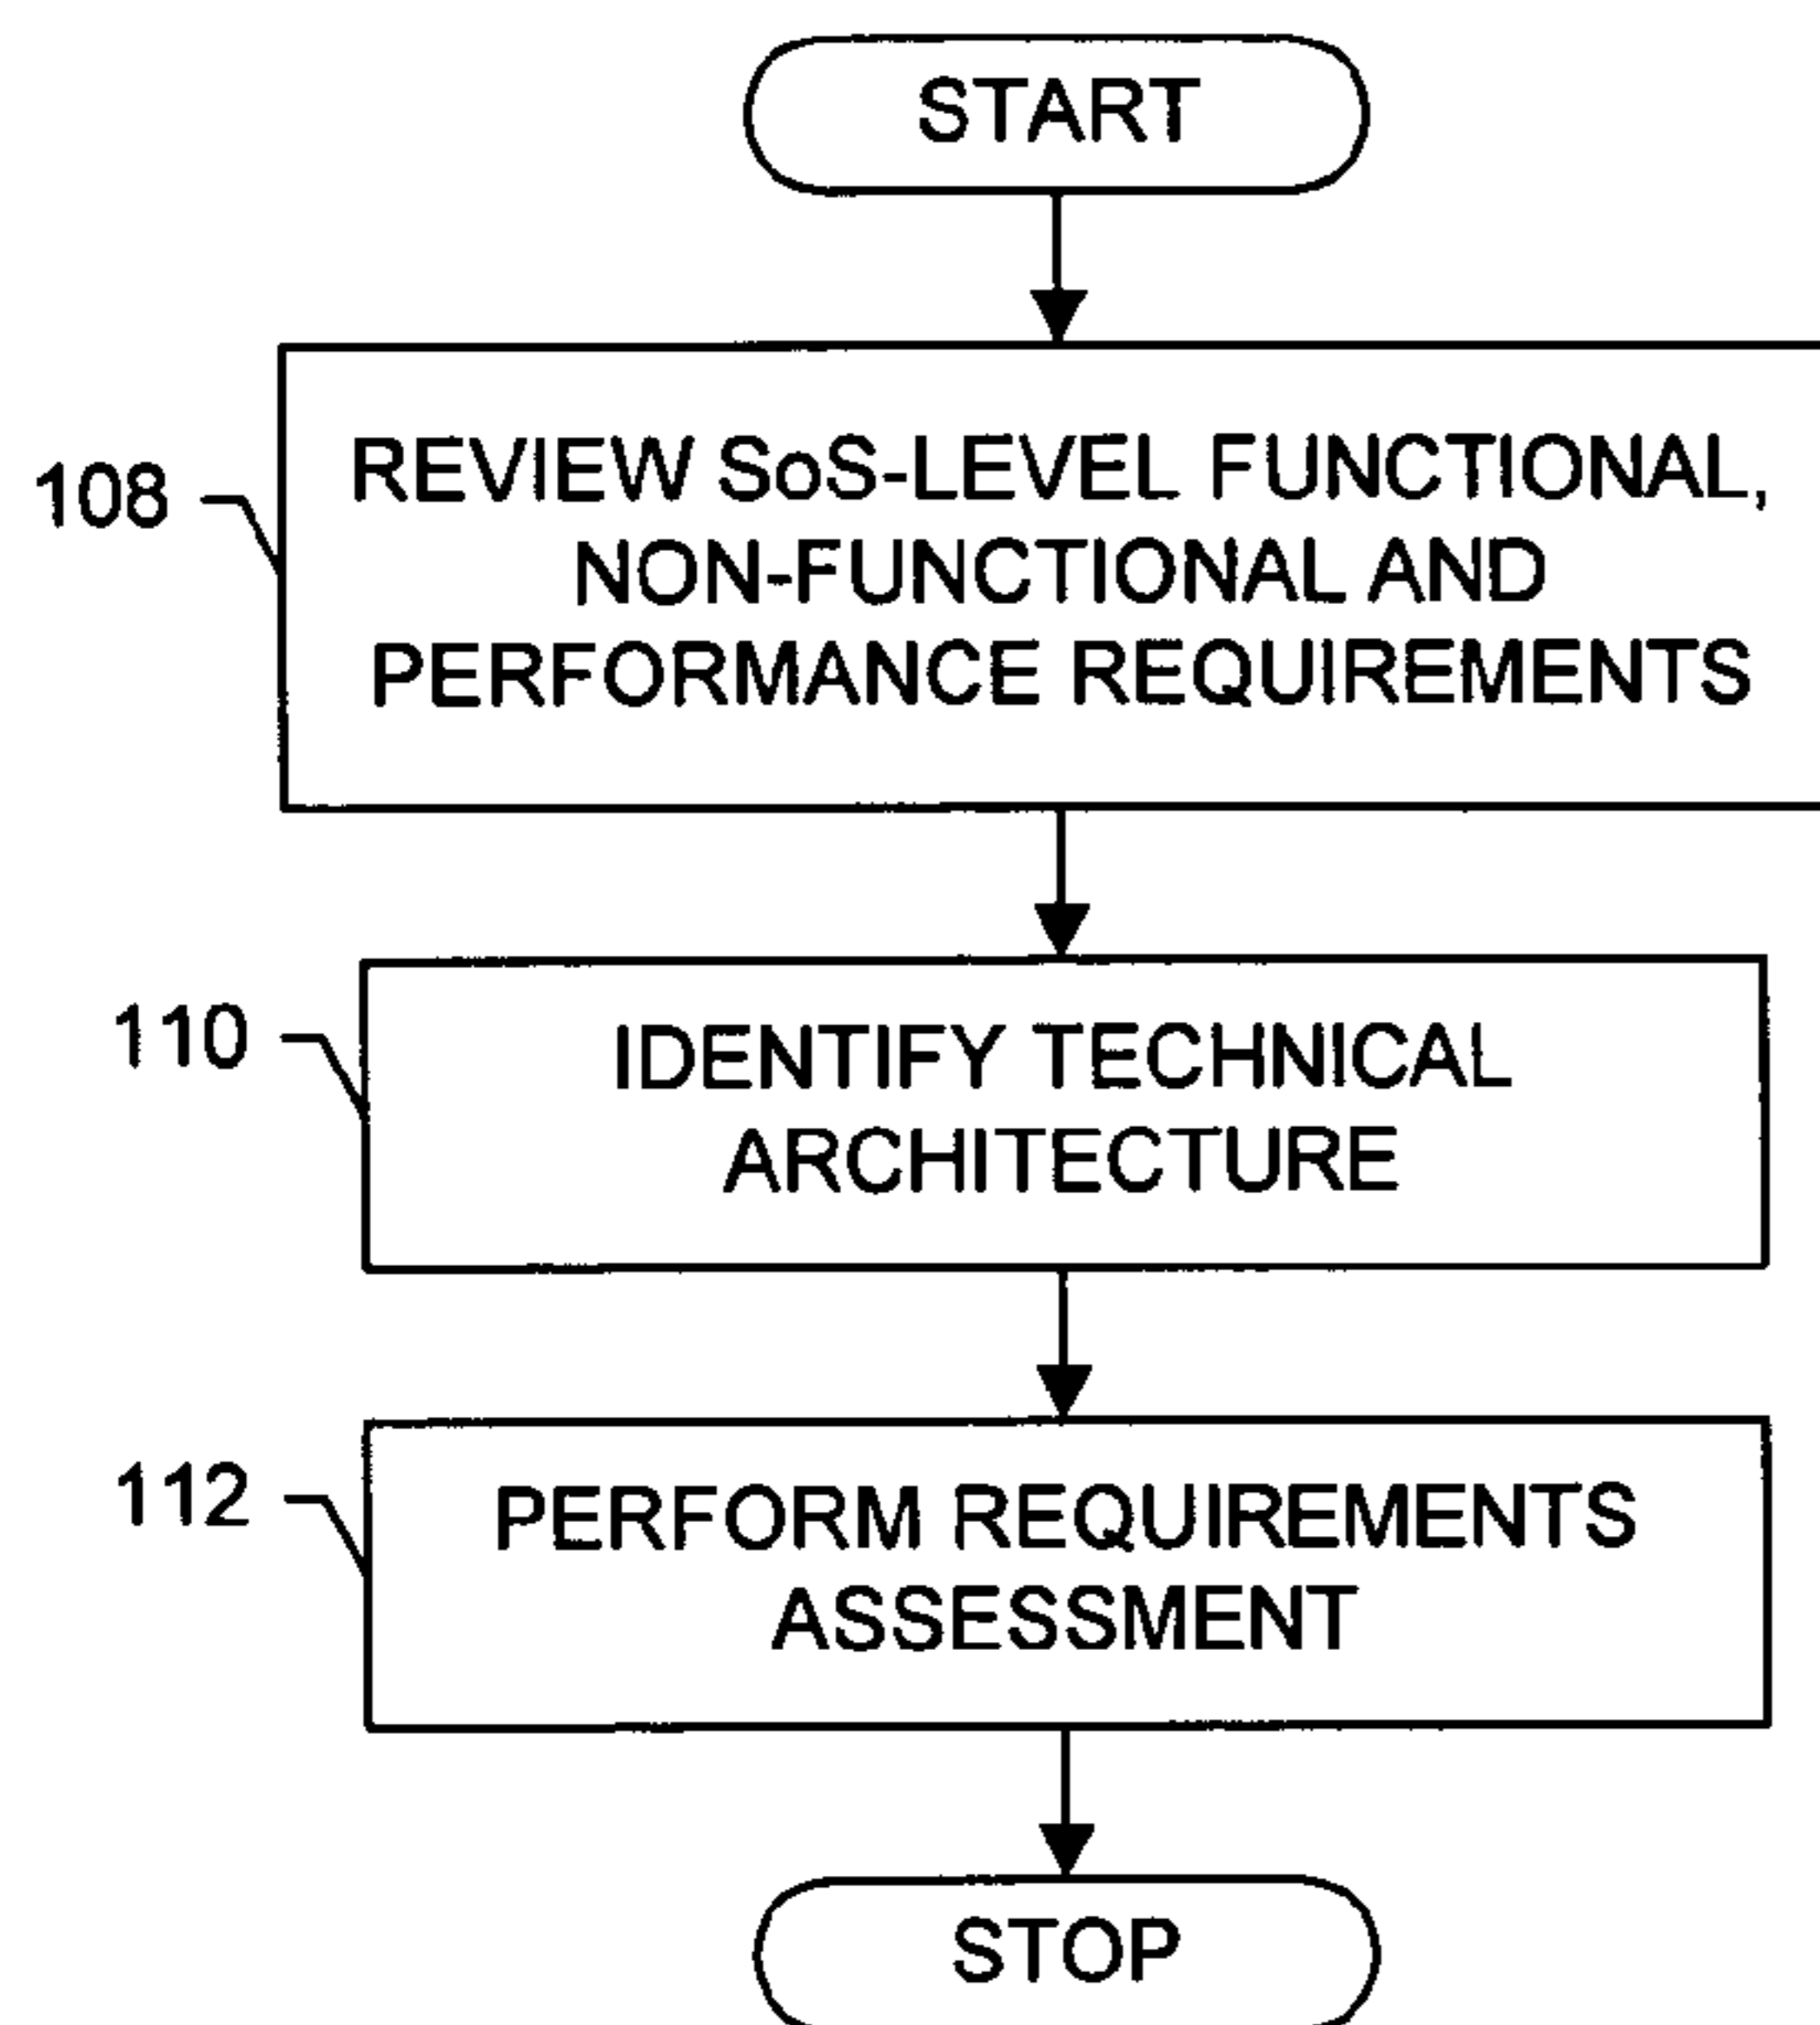 START
108
REVIEW SoS-LEVEL FUNCTIONAL,
NON-FUNCTIONAL AND
PERFORMANCE REQUIREMENTS
110
IDENTIFY TECHNICAL
ARCHITECTURE
112
PERFORM REQUIREMENTS
ASSESSMENT
STOP